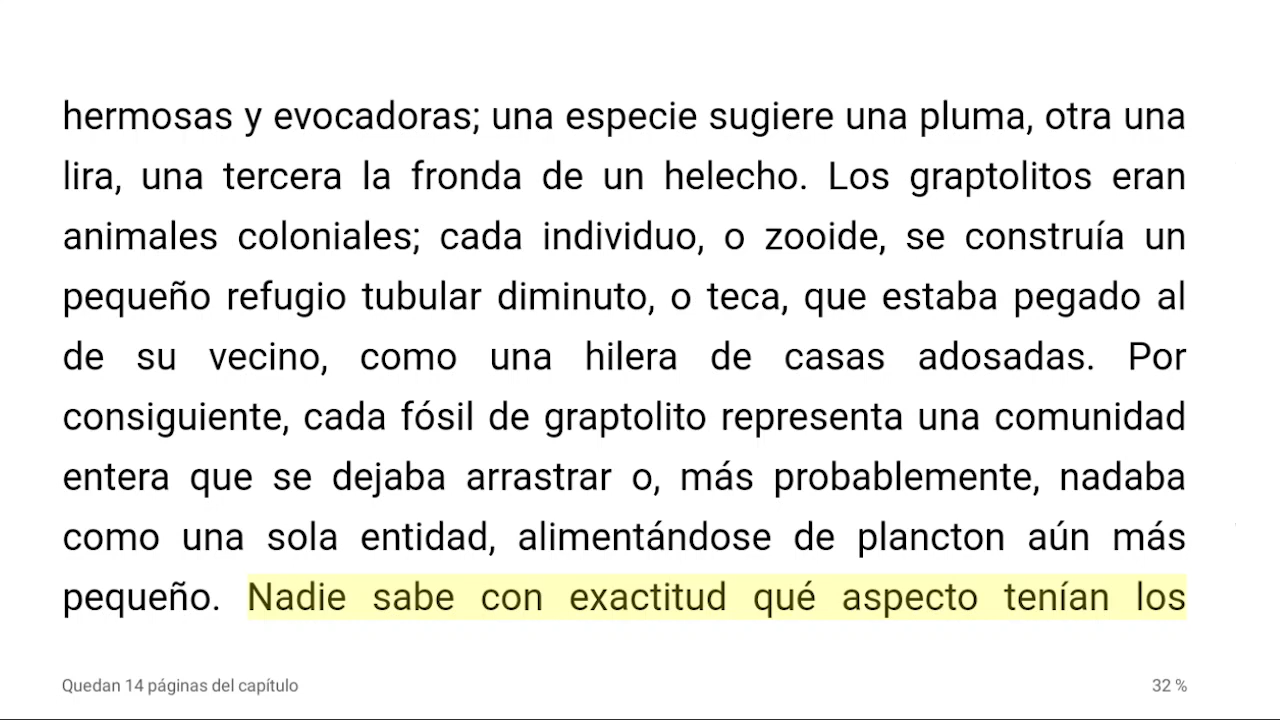 hermosas y evocadoras; una especie sugiere una pluma, otra una
lira, una tercera la fronda de un helecho. Los graptolitos eran
animales coloniales; cada individuo, o zooide, se construía un
pequeño refugio tubular diminuto, o teca, que estaba pegado al
de su vecino, como una hilera de casas adosadas. Por
consiguiente, cada fósil de graptolito representa una comunidad
entera que se dejaba arrastrar o, más probablemente, nadaba
como una sola entidad, alimentándose de plancton aún más
pequeño. Nadie sabe con exactitud qué aspecto tenían los
Quedan 14 páginas del capítulo
32 %